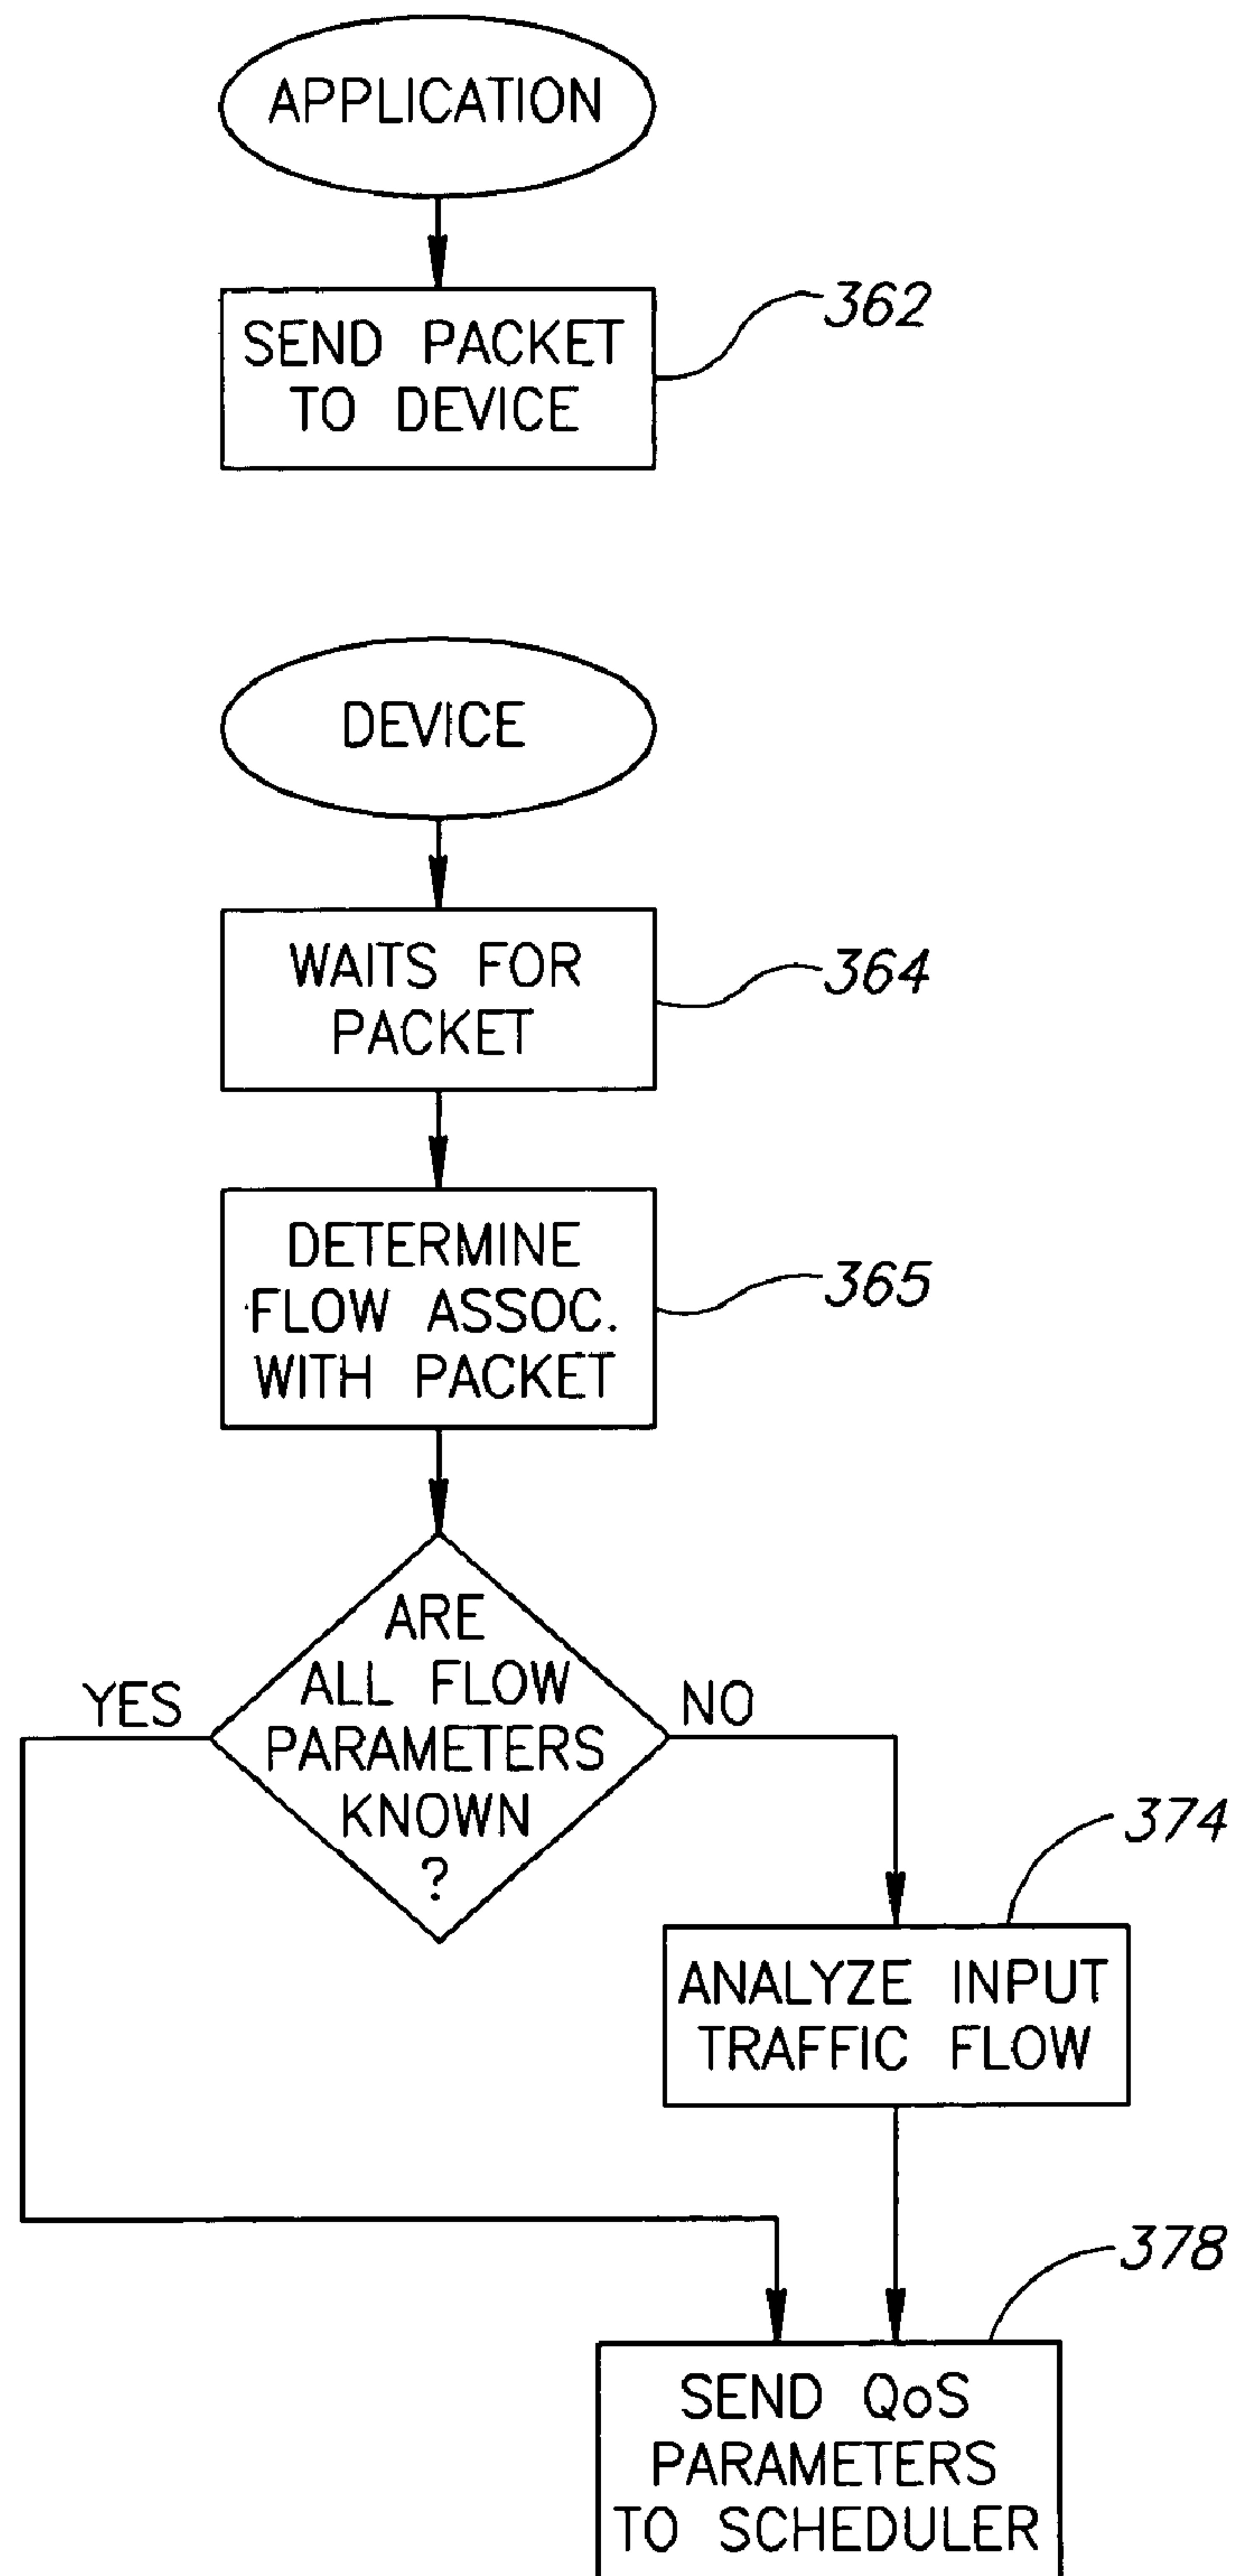 APPLICATION
SEND PACKET
TO DEVICE
362
DEVICE
WAITS FOR
PACKET
364
DETERMINE
FLOW ASSOC.
WITH PACKET
365
ARE
ALL FLOW
PARAMETERS
KNOWN
?
YES
NO
374
ANALYZE INPUT
TRAFFIC FLOW
378
SEND QoS
PARAMETERS
TO SCHEDULER